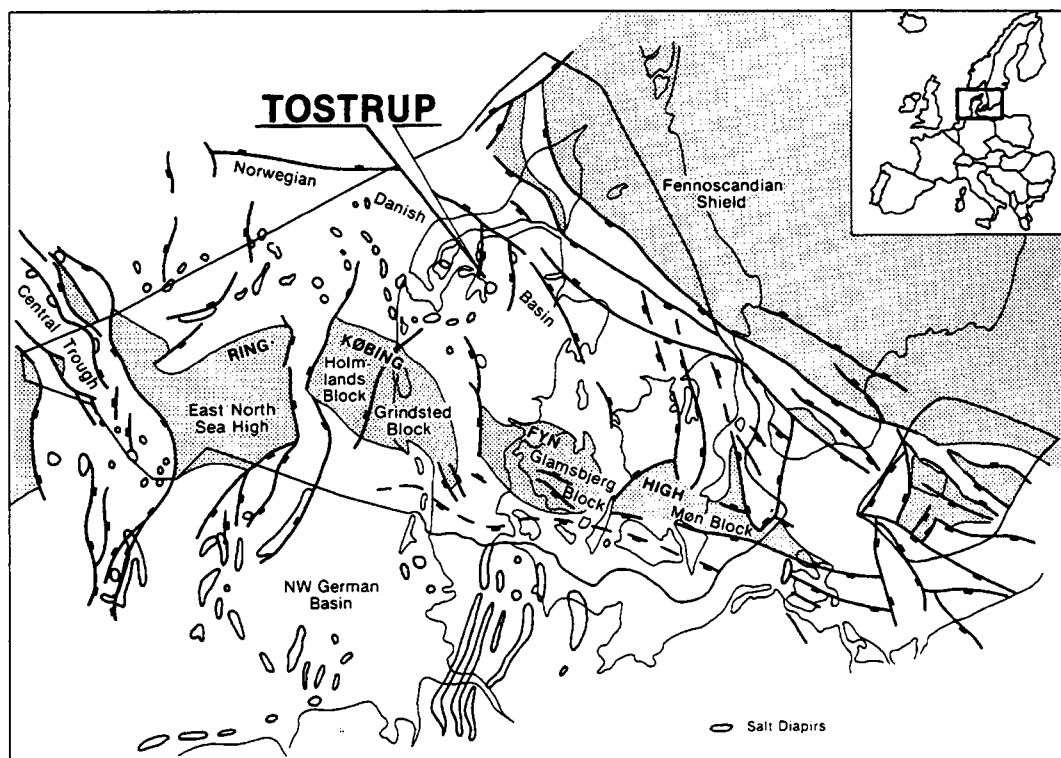 TOSTRUP
Norwegian
Danish
Basin
Fennoscandian
Shield
Central
Trough
RING-
KØBING
Holm-
lands
Block
East North
Sea High
Grindsted
Block
FYN
Glamsbjerg
Block
HIGH
Møn Block
NW German
Basin
Salt Diapirs